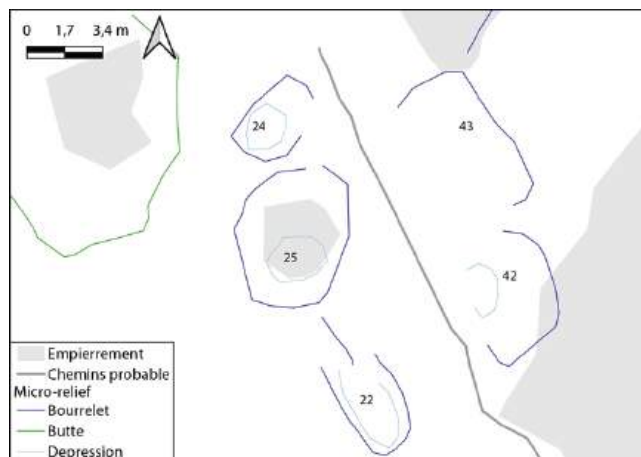 0 1,7 3,4 m
24
43
25
42
22
Empierrement
Chemins probable
Micro-relief
Bourrelet
Butte
Depression